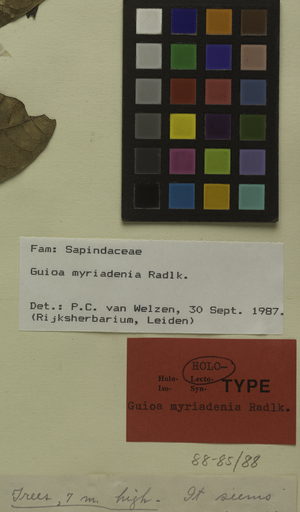 Fam: Sapindaceae
Guioa myriadenia Radlk.
Det.: P.C. van Welzen, 30 Sept. 1987.
(Rijksherbarium, Leiden)
HOLO-
Holo- Lecto- TYPE
Iso- Syn-
Guioa myriadenia Radlk.
88-85/88
Trees, 7 m. high. It seems